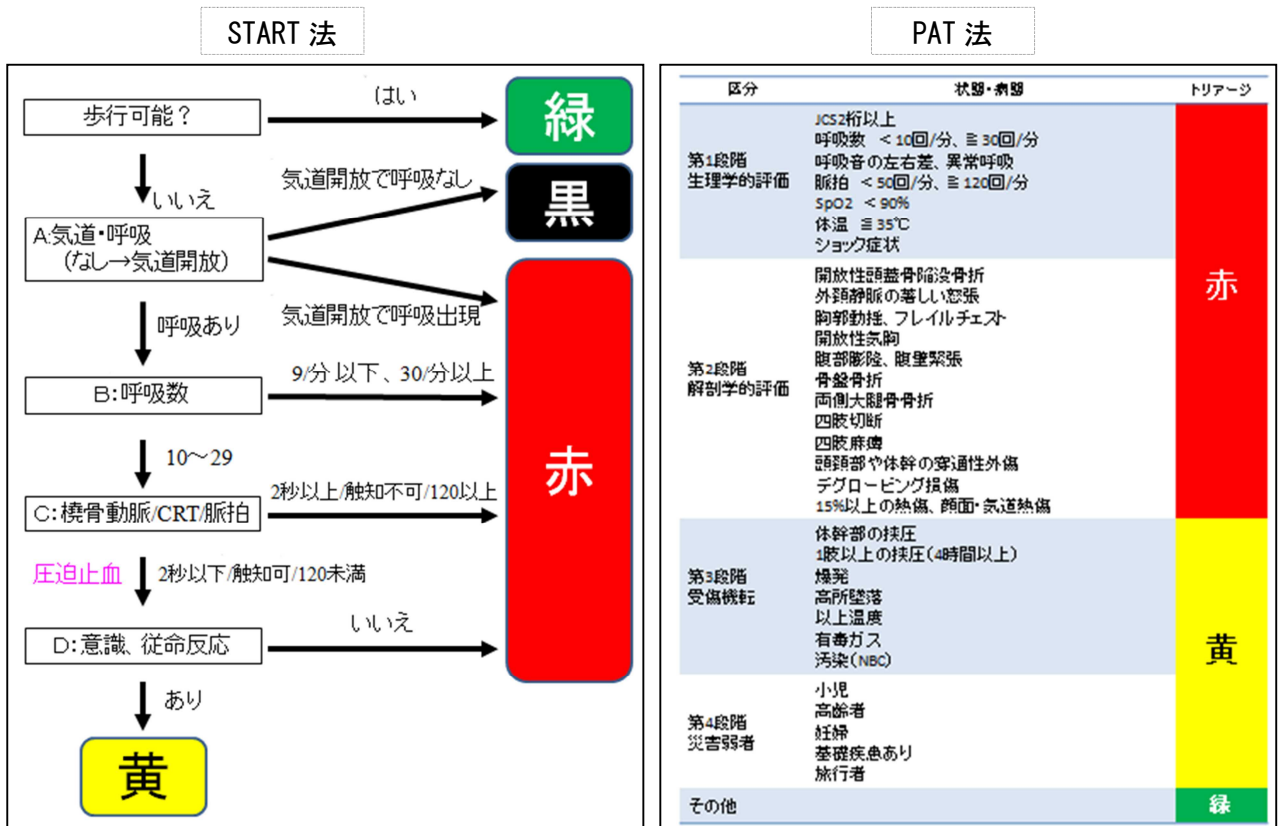 START 法
歩行可能？
はい
緑
いいえ
気道開放で呼吸なし
黒
A:気道・呼吸
(なし→気道開放)
気道開放で呼吸出現
呼吸あり
赤
9/分 以下、30/分以上
B:呼吸数
10～29
2秒以上/触知不可/120以上
C:橈骨動脈/CRT/脈拍
圧迫止血
2秒以下/触知可/120未満
いいえ
D:意識、従命反応
あり
黄
PAT 法
区分 状態・病態 トリアージ
第1段階
生理学的評価
JCS2桁以上
呼吸数 ＜10回/分、≧30回/分
呼吸音の左右差、異常呼吸
脈拍 ＜50回/分、≧120回/分
SpO2 ＜90%
体温 ≦35℃
ショック症状
赤
第2段階
解剖学的評価
開放性頭蓋骨陥没骨折
外頚静脈の著しい怒張
胸郭動揺、フレイルチェスト
開放性気胸
腹部膨隆、腹壁緊張
骨盤骨折
両側大腿骨骨折
四肢切断
四肢麻痺
頭頚部や体幹の穿通性外傷
デグロービング損傷
15%以上の熱傷、顔面・気道熱傷
第3段階
受傷機転
体幹部の挟圧
1肢以上の挟圧(4時間以上)
爆発
高所墜落
以上温度
有毒ガス
汚染(NBC)
黄
第4段階
災害弱者
小児
高齢者
妊婦
基礎疾患あり
旅行者
その他 緑